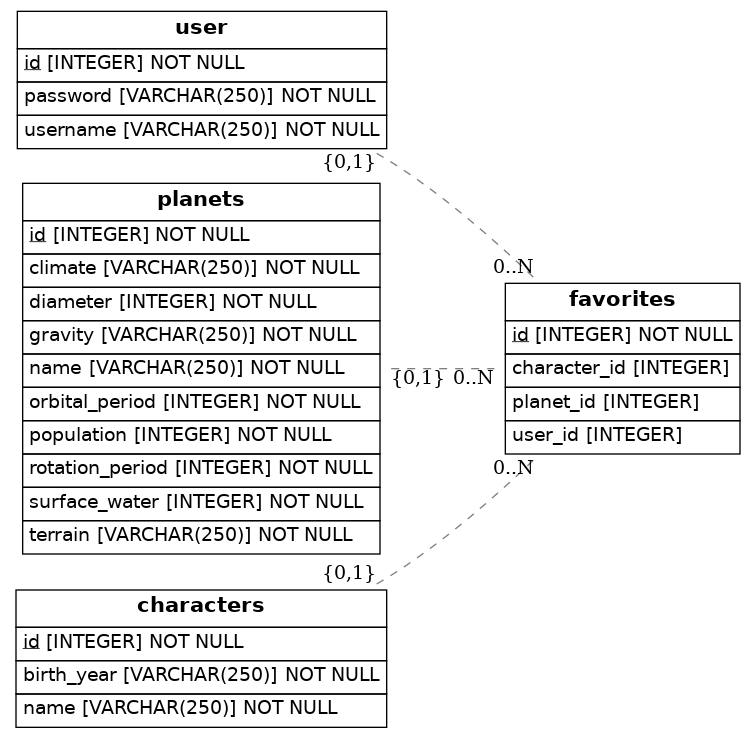 user
id [INTEGER] NOT NULL
password [VARCHAR(250)] NOT NULL
username [VARCHAR(250)] NOT NULL
{0,1}
planets
id [INTEGER] NOT NULL
climate [VARCHAR(250)] NOT NULL
diameter [INTEGER] NOT NULL
gravity [VARCHAR(250)] NOT NULL
name [VARCHAR(250)] NOT NULL
orbital_period [INTEGER] NOT NULL
population [INTEGER] NOT NULL
rotation_period [INTEGER] NOT NULL
surface_water [INTEGER] NOT NULL
terrain [VARCHAR(250)] NOT NULL
{0,1} 0..N
0..N
favorites
id [INTEGER] NOT NULL
character_id [INTEGER]
planet_id [INTEGER]
user_id [INTEGER]
0..N
{0,1}
characters
id [INTEGER] NOT NULL
birth_year [VARCHAR(250)] NOT NULL
name [VARCHAR(250)] NOT NULL